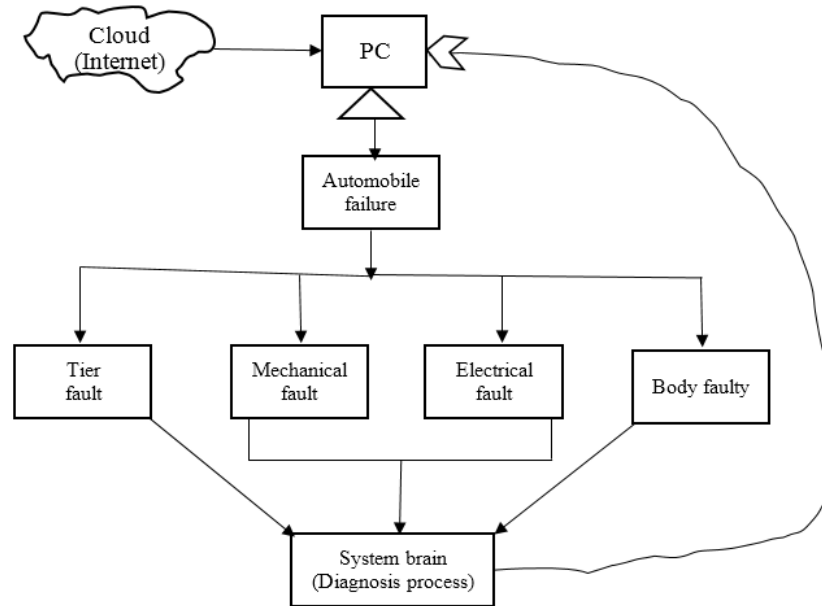 Cloud
(Internet)
PC
Automobile
failure
Tier
fault
Mechanical
fault
Electrical
fault
Body faulty
System brain
(Diagnosis process)